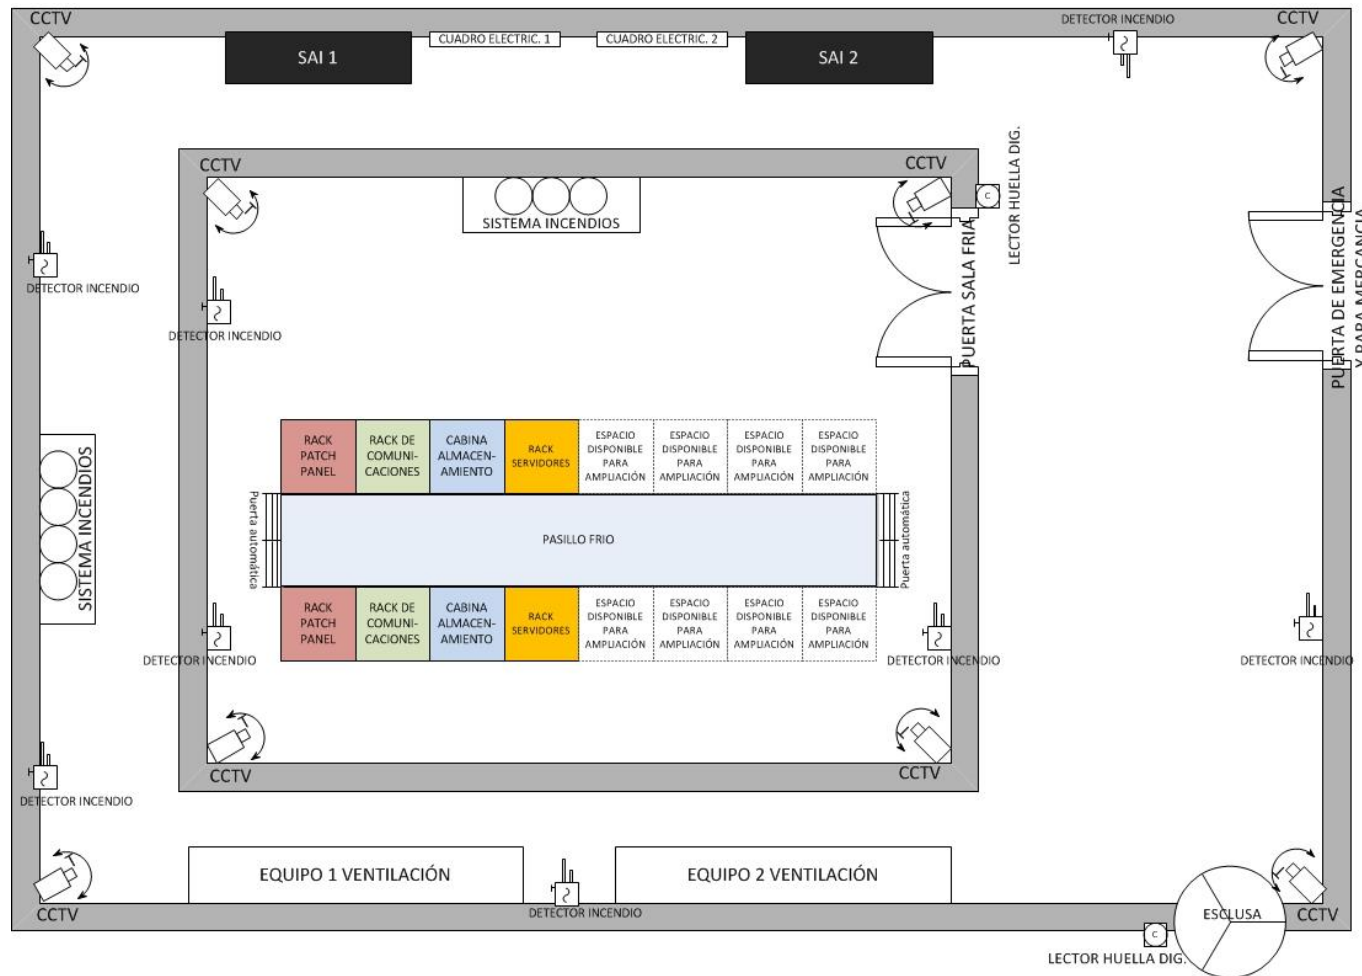 CCTV
DETECTOR INCENDIO
CCTV
CUADRO ELECTRIC. 1
CUADRO ELECTRIC. 2
SAI 1
SAI 2
CCTV
CCTV
LECTOR HUELLA DIG.
SISTEMA INCENDIOS
PUERTA SALA FRIA
PUERTA DE EMERGENCIA
Y PARA MERCANCIA
C
DETECTOR INCENDIO
DETECTOR INCENDIO
RACK
PATCH
PANEL
RACK DE
COMUNI-
CACIONES
CABINA
ALMACEN-
AMIENTO
RACK
SERVIDORES
ESPACIO
DISPONIBLE
PARA
AMPLIACIÓN
ESPACIO
DISPONIBLE
PARA
AMPLIACIÓN
ESPACIO
DISPONIBLE
PARA
AMPLIACIÓN
ESPACIO
DISPONIBLE
PARA
AMPLIACIÓN
SISTEMA INCENDIOS
Puerta automática
PASILLO FRIO
Puerta automática
RACK
PATCH
PANEL
RACK DE
COMUNI-
CACIONES
CABINA
ALMACEN-
AMIENTO
RACK
SERVIDORES
ESPACIO
DISPONIBLE
PARA
AMPLIACIÓN
ESPACIO
DISPONIBLE
PARA
AMPLIACIÓN
ESPACIO
DISPONIBLE
PARA
AMPLIACIÓN
ESPACIO
DISPONIBLE
PARA
AMPLIACIÓN
DETECTOR INCENDIO
DETECTOR INCENDIO
DETECTOR INCENDIO
CCTV
CCTV
DETECTOR INCENDIO
EQUIPO 1 VENTILACIÓN
EQUIPO 2 VENTILACIÓN
CCTV
DETECTOR INCENDIO
ESCLUSA
CCTV
C
LECTOR HUELLA DIG.